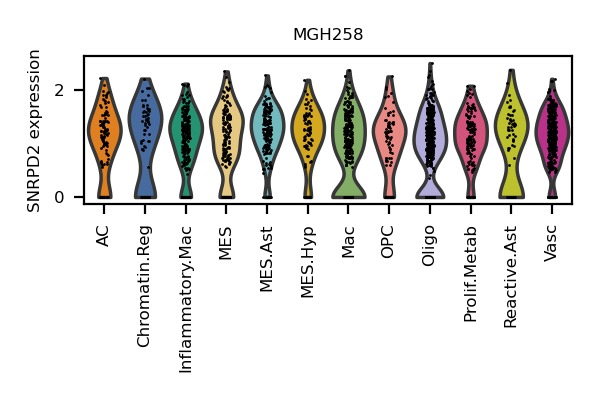 MGH258
SNRPD2 expression
2
0
AC
Chromatin.Reg
Inflammatory.Mac
MES
MES.Ast
MES.Hyp
Mac
OPC
Oligo
Prolif.Metab
Reactive.Ast
Vasc